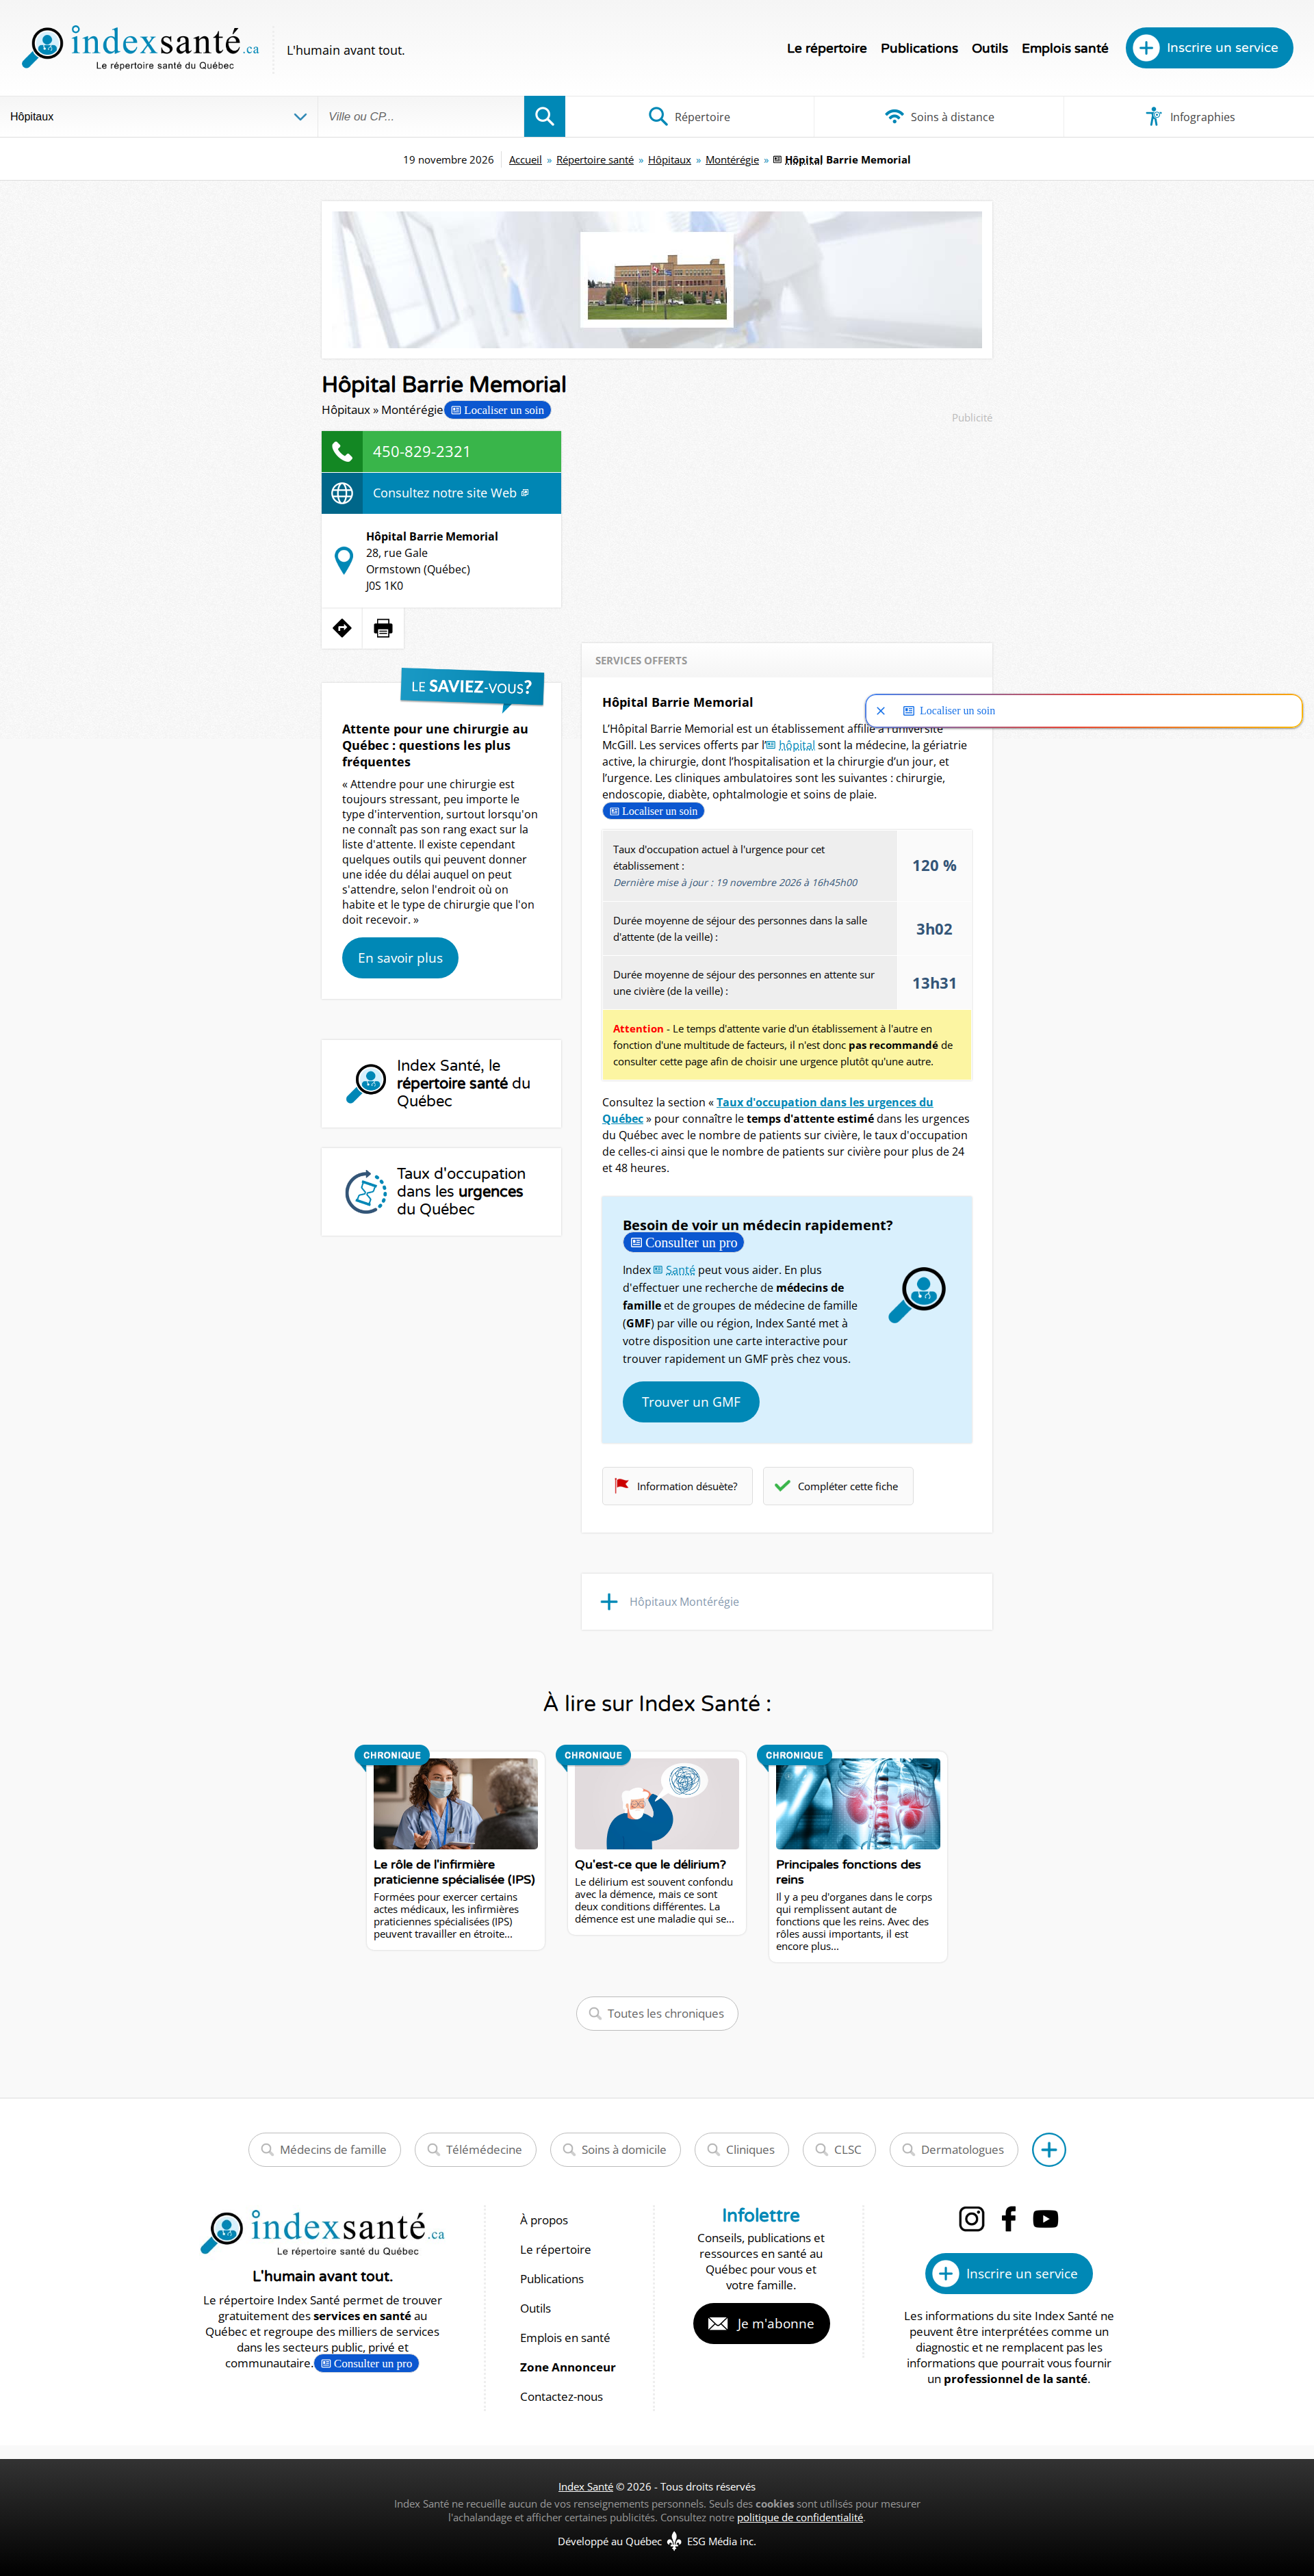 indexsanté.ca
Le répertoire santé du Québec
L'humain avant tout.
Le répertoire
Publications
Outils
Emplois santé
Inscrire un service
Hôpitaux
Ville ou CP...
Répertoire
Soins à distance
Infographies
19 novembre 2026
Accueil » Répertoire santé » Hôpitaux » Montérégie » Hôpital Barrie Memorial
Hôpital Barrie Memorial
Hôpitaux » Montérégie Localiser un soin
Publicité
450-829-2321
Consultez notre site Web
Hôpital Barrie Memorial
28, rue Gale
Ormstown (Québec)
J0S 1K0
LE SAVIEZ-VOUS?
Attente pour une chirurgie au
Québec : questions les plus
fréquentes
« Attendre pour une chirurgie est
toujours stressant, peu importe le
type d'intervention, surtout lorsqu'on
ne connaît pas son rang exact sur la
liste d'attente. Il existe cependant
quelques outils qui peuvent donner
une idée du délai auquel on peut
s'attendre, selon l'endroit où on
habite et le type de chirurgie que l'on
doit recevoir. »
En savoir plus
Index Santé, le
répertoire santé du
Québec
Taux d'occupation
dans les urgences
du Québec
SERVICES OFFERTS
Hôpital Barrie Memorial
Localiser un soin
L’Hôpital Barrie Memorial est un établissement affilié à l’université
McGill. Les services offerts par l’ hôpital sont la médecine, la gériatrie
active, la chirurgie, dont l’hospitalisation et la chirurgie d’un jour, et
l’urgence. Les cliniques ambulatoires sont les suivantes : chirurgie,
endoscopie, diabète, ophtalmologie et soins de plaie.
Localiser un soin
Taux d'occupation actuel à l'urgence pour cet
établissement :
Dernière mise à jour : 19 novembre 2026 à 16h45h00
120 %
Durée moyenne de séjour des personnes dans la salle
d'attente (de la veille) :
3h02
Durée moyenne de séjour des personnes en attente sur
une civière (de la veille) :
13h31
Attention - Le temps d'attente varie d'un établissement à l'autre en
fonction d'une multitude de facteurs, il n'est donc pas recommandé de
consulter cette page afin de choisir une urgence plutôt qu'une autre.
Consultez la section « Taux d'occupation dans les urgences du
Québec » pour connaître le temps d'attente estimé dans les urgences
du Québec avec le nombre de patients sur civière, le taux d'occupation
de celles-ci ainsi que le nombre de patients sur civière pour plus de 24
et 48 heures.
Besoin de voir un médecin rapidement?
Consulter un pro
Index Santé peut vous aider. En plus
d'effectuer une recherche de médecins de
famille et de groupes de médecine de famille
(GMF) par ville ou région, Index Santé met à
votre disposition une carte interactive pour
trouver rapidement un GMF près chez vous.
Trouver un GMF
Information désuète?
Compléter cette fiche
Hôpitaux Montérégie
À lire sur Index Santé :
CHRONIQUE
Le rôle de l'infirmière
praticienne spécialisée (IPS)
Formées pour exercer certains
actes médicaux, les infirmières
praticiennes spécialisées (IPS)
peuvent travailler en étroite...
CHRONIQUE
Qu'est-ce que le délirium?
Le délirium est souvent confondu
avec la démence, mais ce sont
deux conditions différentes. La
démence est une maladie qui se...
CHRONIQUE
Principales fonctions des
reins
Il y a peu d'organes dans le corps
qui remplissent autant de
fonctions que les reins. Avec des
rôles aussi importants, il est
encore plus...
Toutes les chroniques
Médecins de famille
Télémédecine
Soins à domicile
Cliniques
CLSC
Dermatologues
indexsanté.ca
Le répertoire santé du Québec
L'humain avant tout.
Le répertoire Index Santé permet de trouver
gratuitement des services en santé au
Québec et regroupe des milliers de services
dans les secteurs public, privé et
communautaire. Consulter un pro
À propos
Le répertoire
Publications
Outils
Emplois en santé
Zone Annonceur
Contactez-nous
Infolettre
Conseils, publications et
ressources en santé au
Québec pour vous et
votre famille.
Je m'abonne
Inscrire un service
Les informations du site Index Santé ne
peuvent être interprétées comme un
diagnostic et ne remplacent pas les
informations que pourrait vous fournir
un professionnel de la santé.
Index Santé © 2026 - Tous droits réservés
Index Santé ne recueille aucun de vos renseignements personnels. Seuls des cookies sont utilisés pour mesurer
l'achalandage et afficher certaines publicités. Consultez notre politique de confidentialité.
Développé au Québec ESG Média inc.